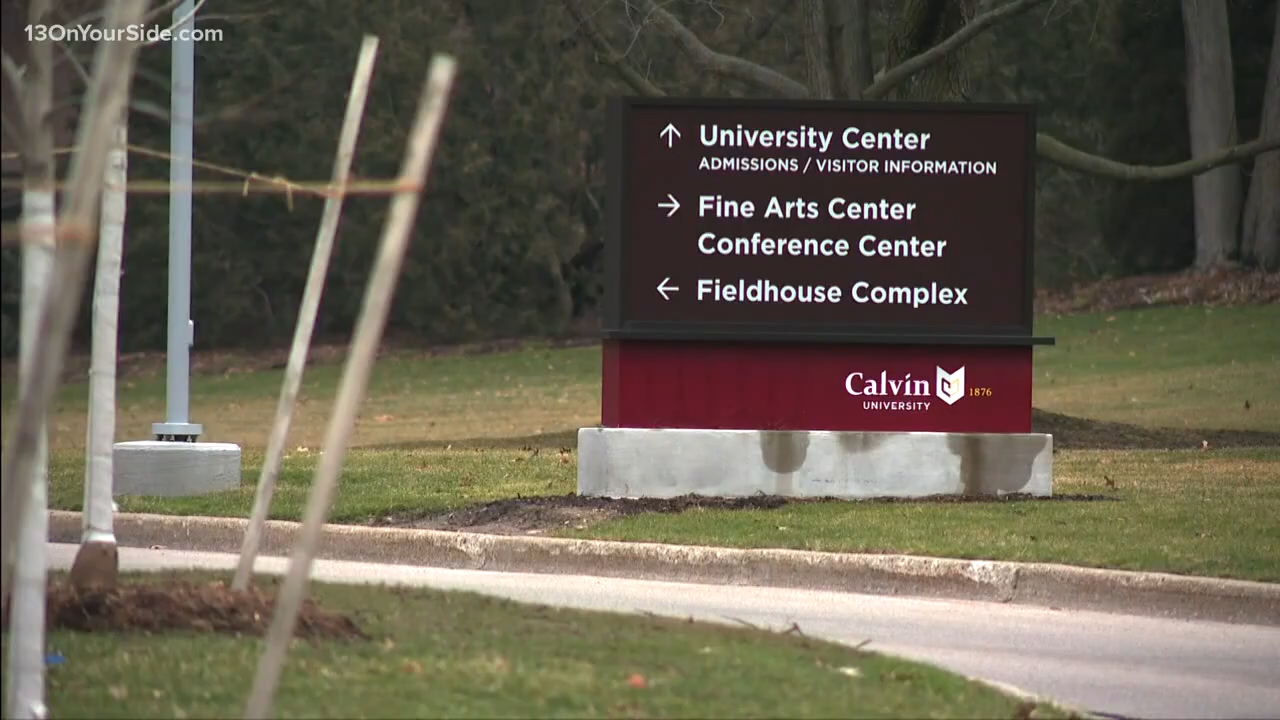 13OnYourSide.com
↑ University Center
ADMISSIONS / VISITOR INFORMATION
→ Fine Arts Center
Conference Center
← Fieldhouse Complex
Calvin
UNIVERSITY
1876